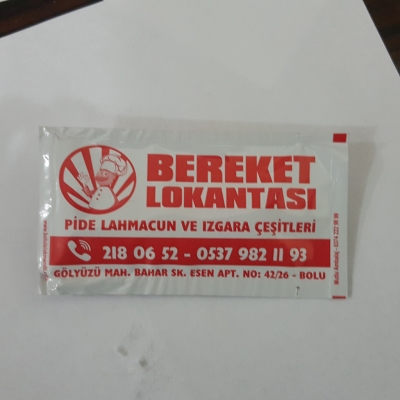 BEREKET
LOKANTASI
PİDE LAHMACUN VE IZGARA ÇEŞİTLERİ
218 06 52 - 0537 982 11 93
GÖLYÜZÜ MAH. BAHAR SK. ESEN APT. NO: 42/26 - BOLU